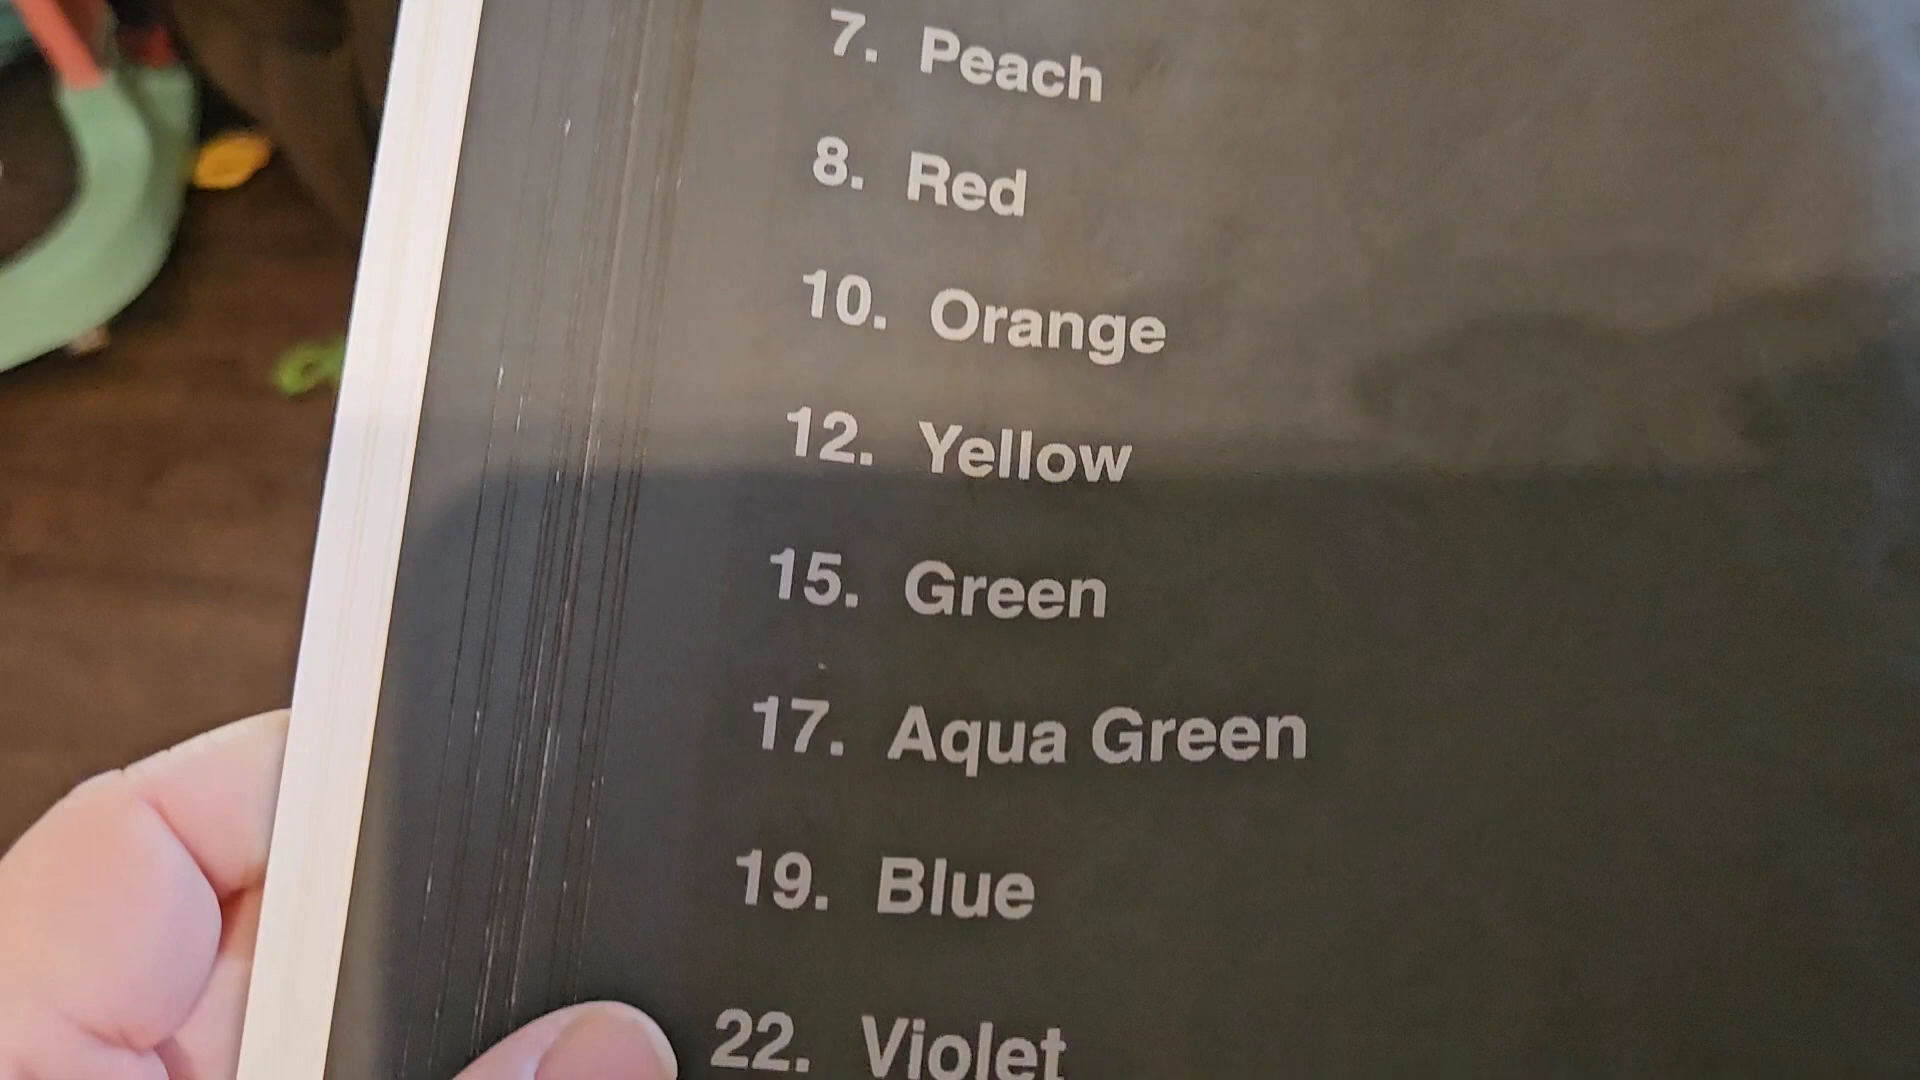 7. Peach
8. Red
10. Orange
12. Yellow
15. Green
17. Aqua Green
19. Blue
22. Violet